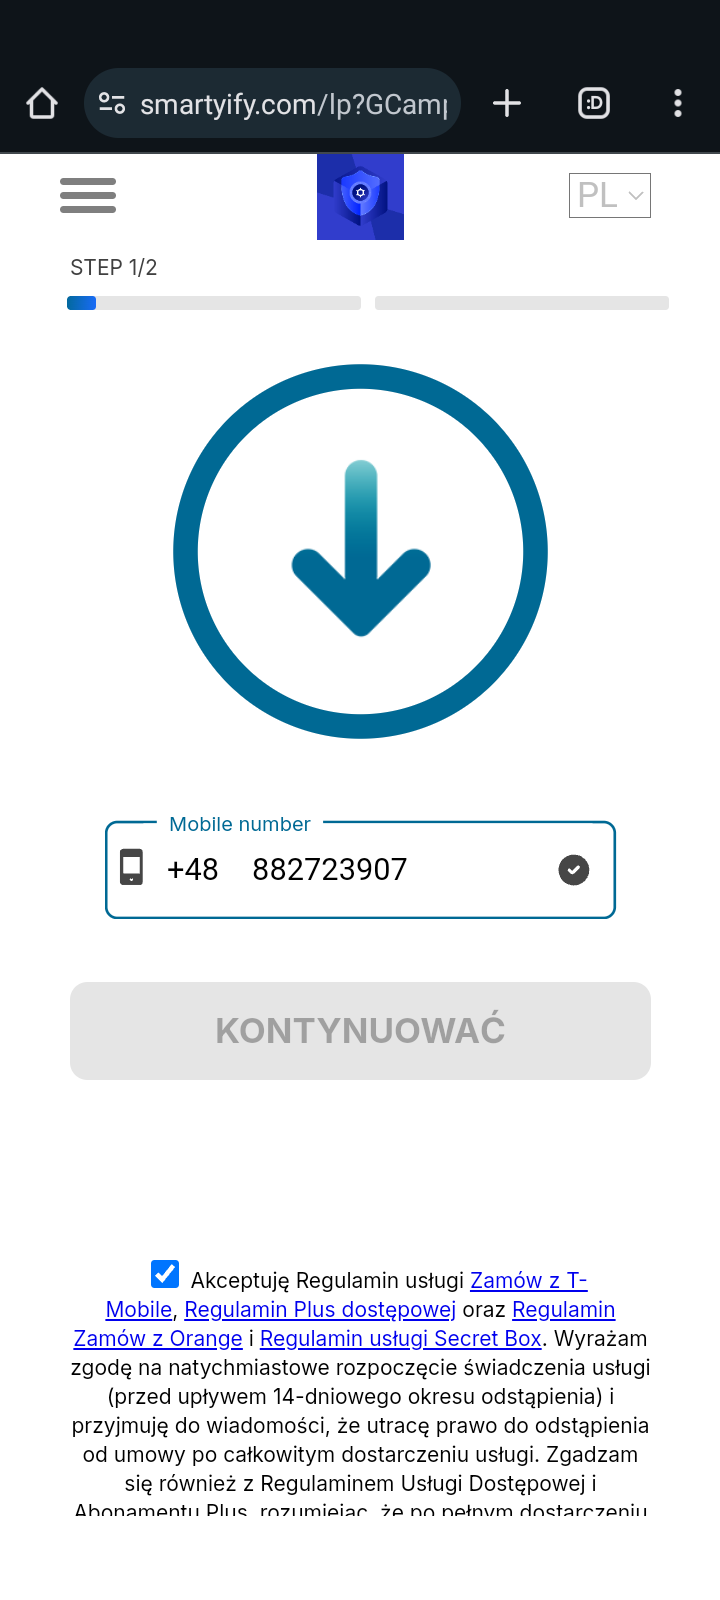 smartyify.com/lp?GCam
:D
PL
STEP 1/2
Mobile number
+48 882723907
KONTYNUOWAĆ
Akceptuję Regulamin usługi Zamów z T-
Mobile, Regulamin Plus dostępowej oraz Regulamin
Zamów z Orange i Regulamin usługi Secret Box. Wyrażam
zgodę na natychmiastowe rozpoczęcie świadczenia usługi
(przed upływem 14-dniowego okresu odstąpienia) i
przyjmuję do wiadomości, że utracę prawo do odstąpienia
od umowy po całkowitym dostarczeniu usługi. Zgadzam
się również z Regulaminem Usługi Dostępowej i
Abonamentu Plus, rozumiejąc, że po pełnym dostarczeniu